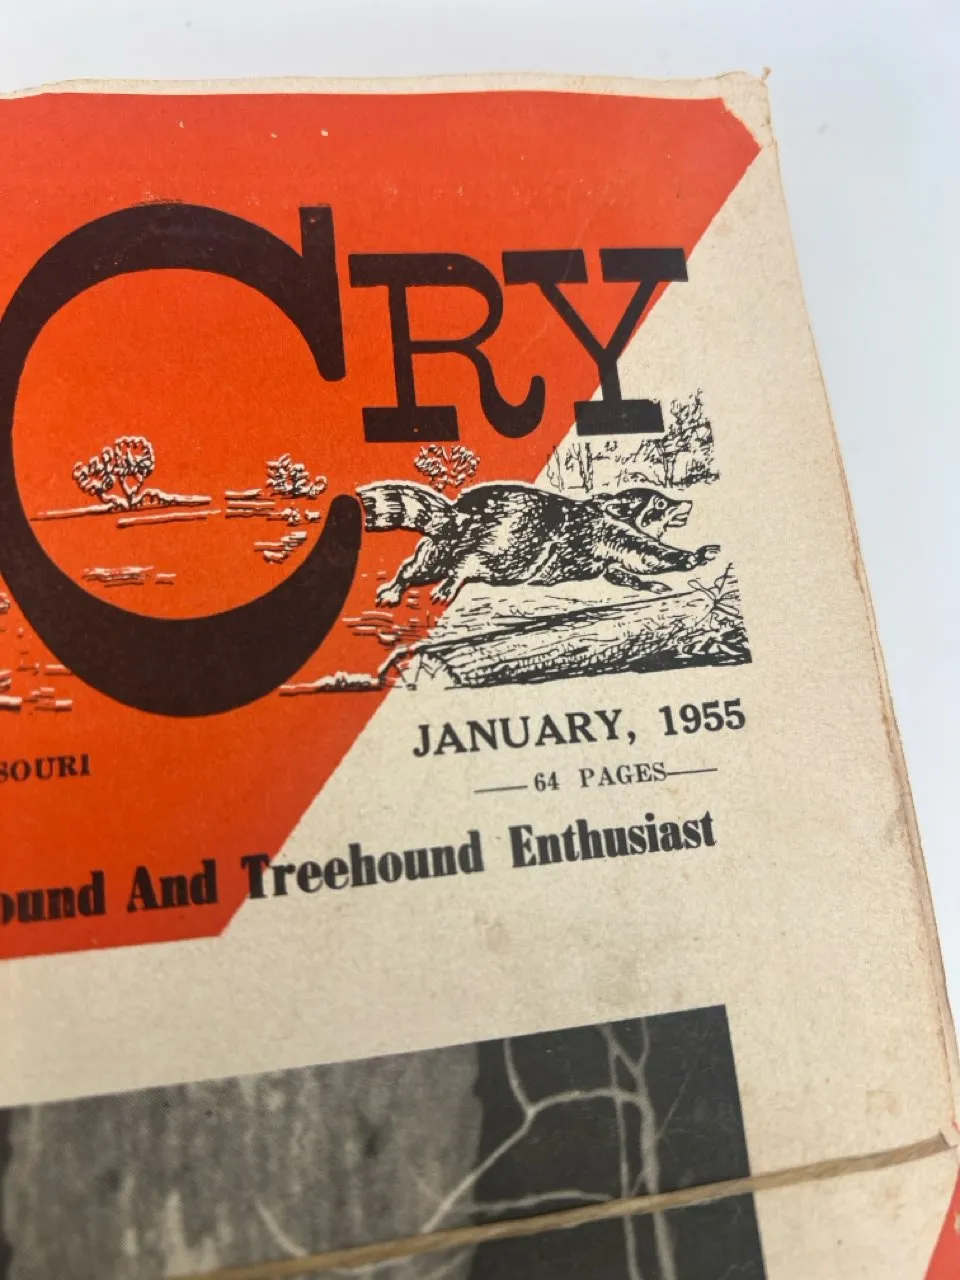 CRY
JANUARY, 1955
SOURI
64 PAGES
ound And Treehound Enthusiast